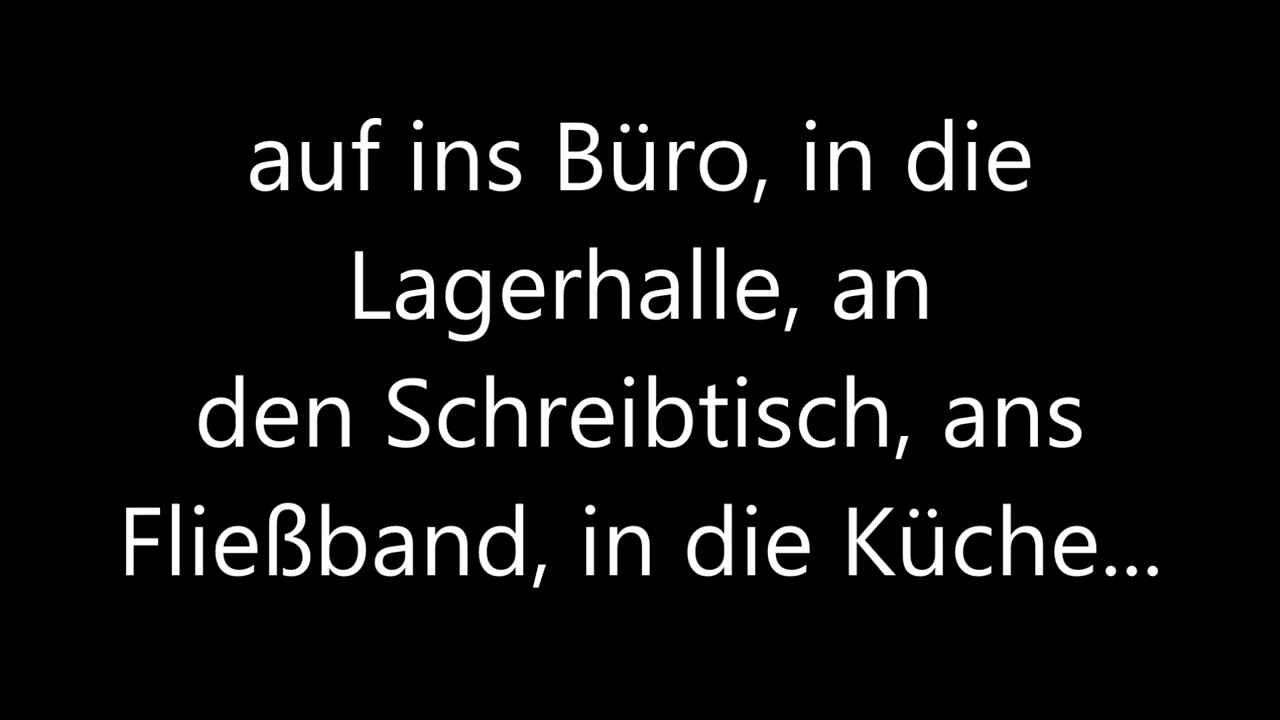 auf ins Büro, in die
Lagerhalle, an
den Schreibtisch, ans
Fließband, in die Küche...